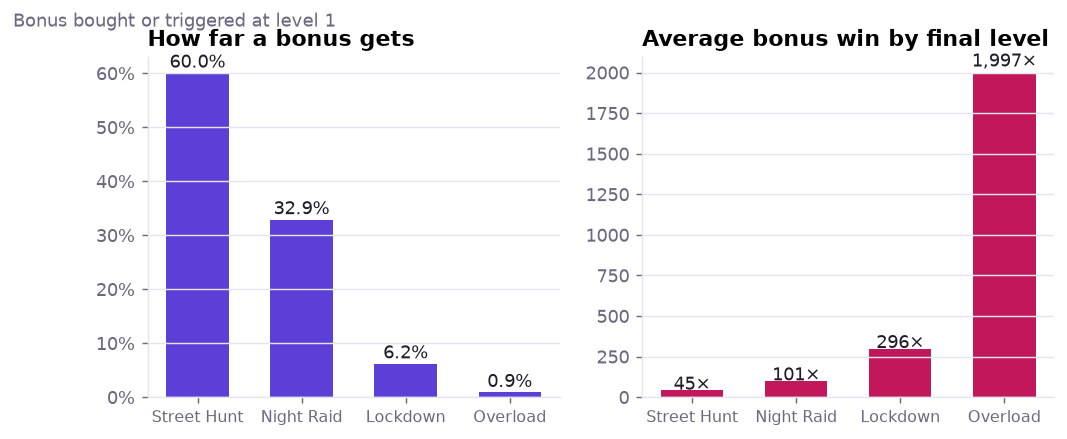 Bonus bought or triggered at level 1
How far a bonus gets
60%
50%
40%
30%
20%
10%
0%
60.0%
32.9%
6.2%
0.9%
Street Hunt
Night Raid
Lockdown
Overload
Average bonus win by final level
2000
1750
1500
1250
1000
750
500
250
0
45×
101×
296×
1,997×
Street Hunt
Night Raid
Lockdown
Overload